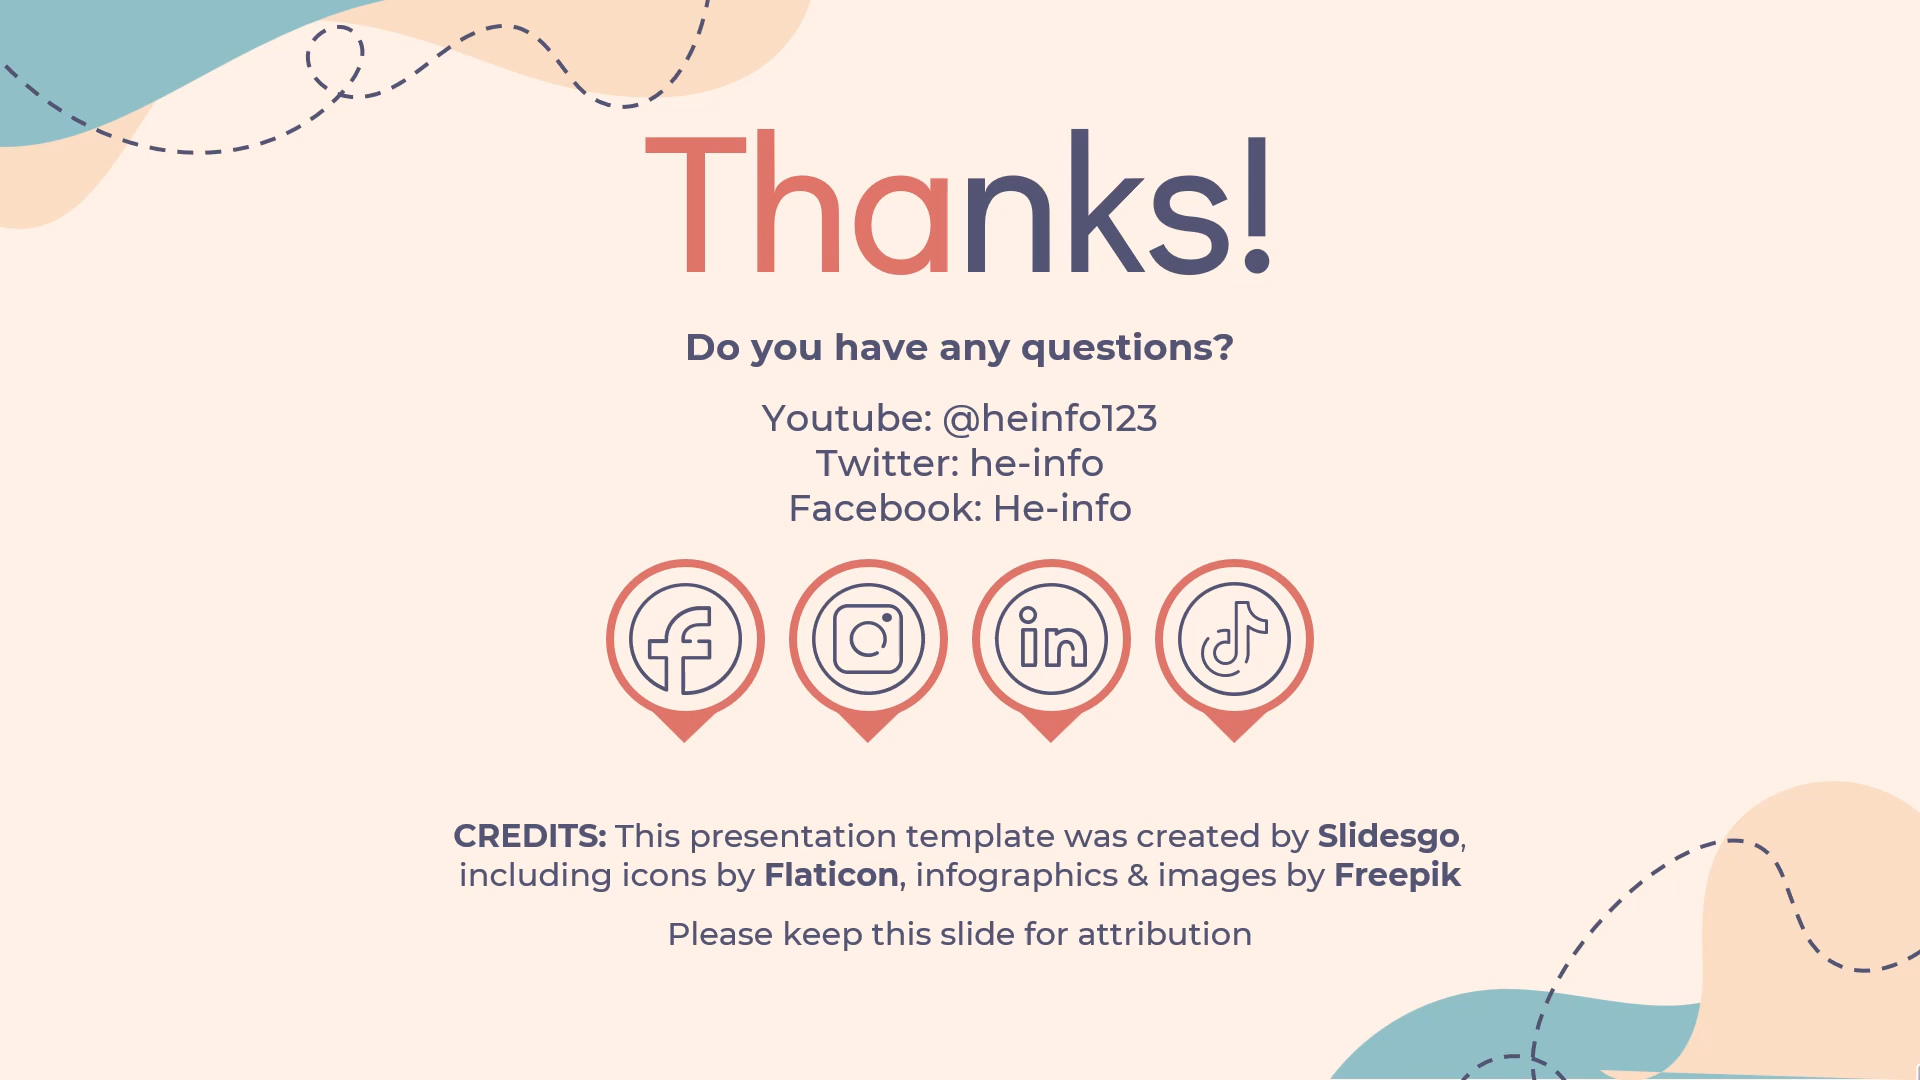 Thanks!
Do you have any questions?
Youtube: @heinfo123
Twitter: he-info
Facebook: He-info
CREDITS: This presentation template was created by Slidesgo,
including icons by Flaticon, infographics & images by Freepik
Please keep this slide for attribution